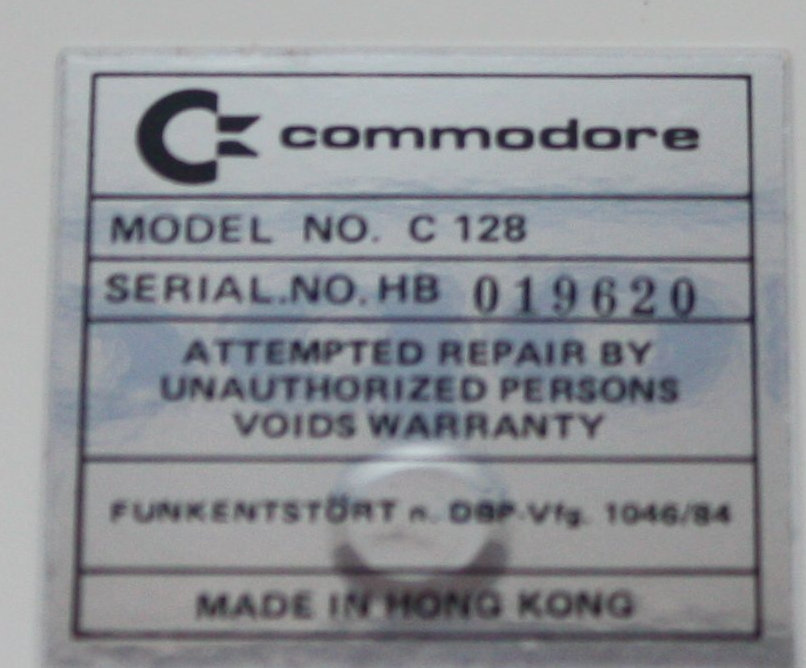 commodore
MODEL NO. C 128
SERIAL.NO. HB 019620
ATTEMPTED REPAIR BY
UNAUTHORIZED PERSONS
VOIDS WARRANTY
FUNKENTSTÖRT n. DBP-Vfg. 1046/84
MADE IN HONG KONG